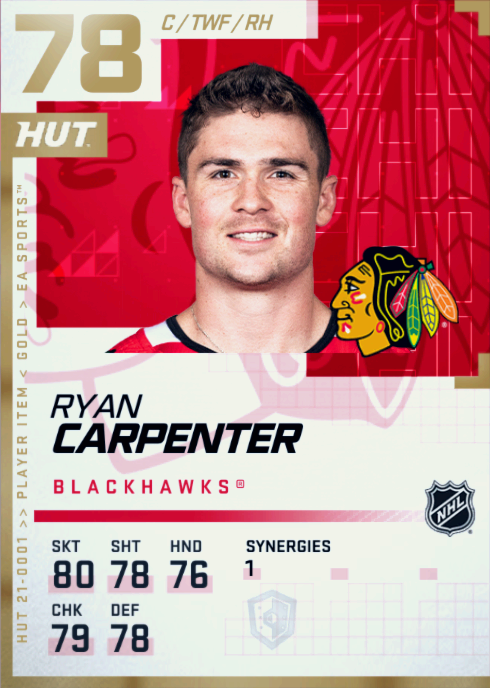 78
C / TWF / RH
HUT
HUT 21-0001 >> PLAYER ITEM < GOLD > EA SPORTS™
RYAN
CARPENTER
BLACKHAWKS®
NHL
SKT SHT HND SYNERGIES
80 78 76 1
CHK DEF
79 78